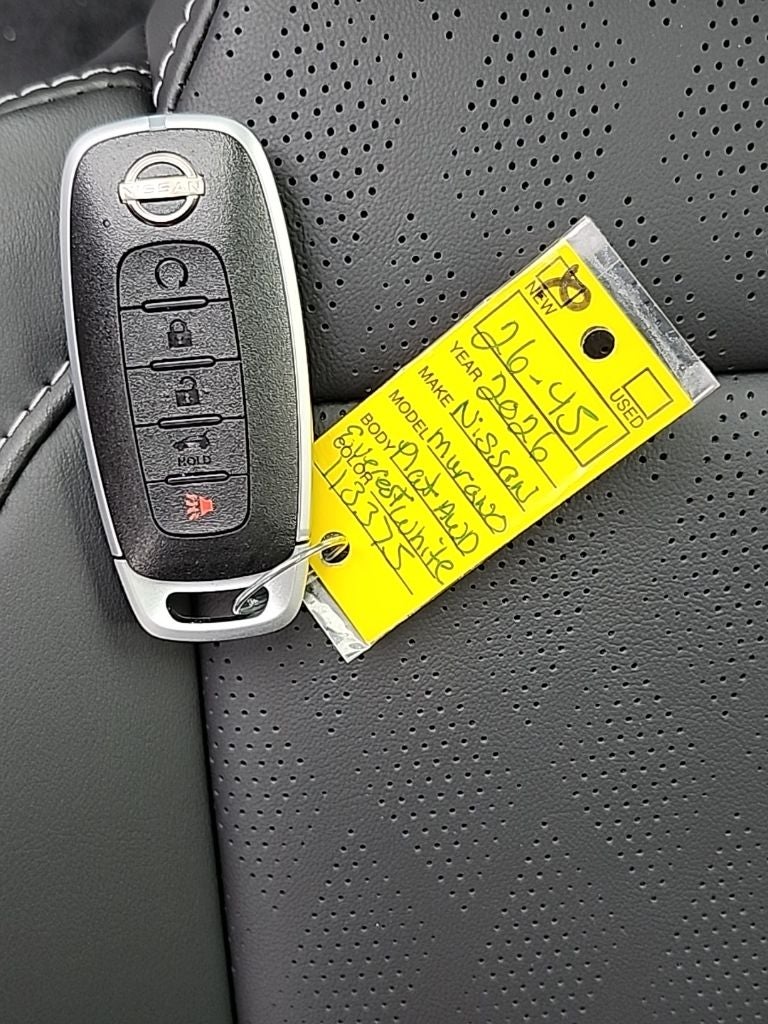 NISSAN
HOLD
NEW
USED
26-451
YEAR 2026
MAKE Nissan
MODEL Murano
BODY Plat AWD
COLOR Everest White
113375